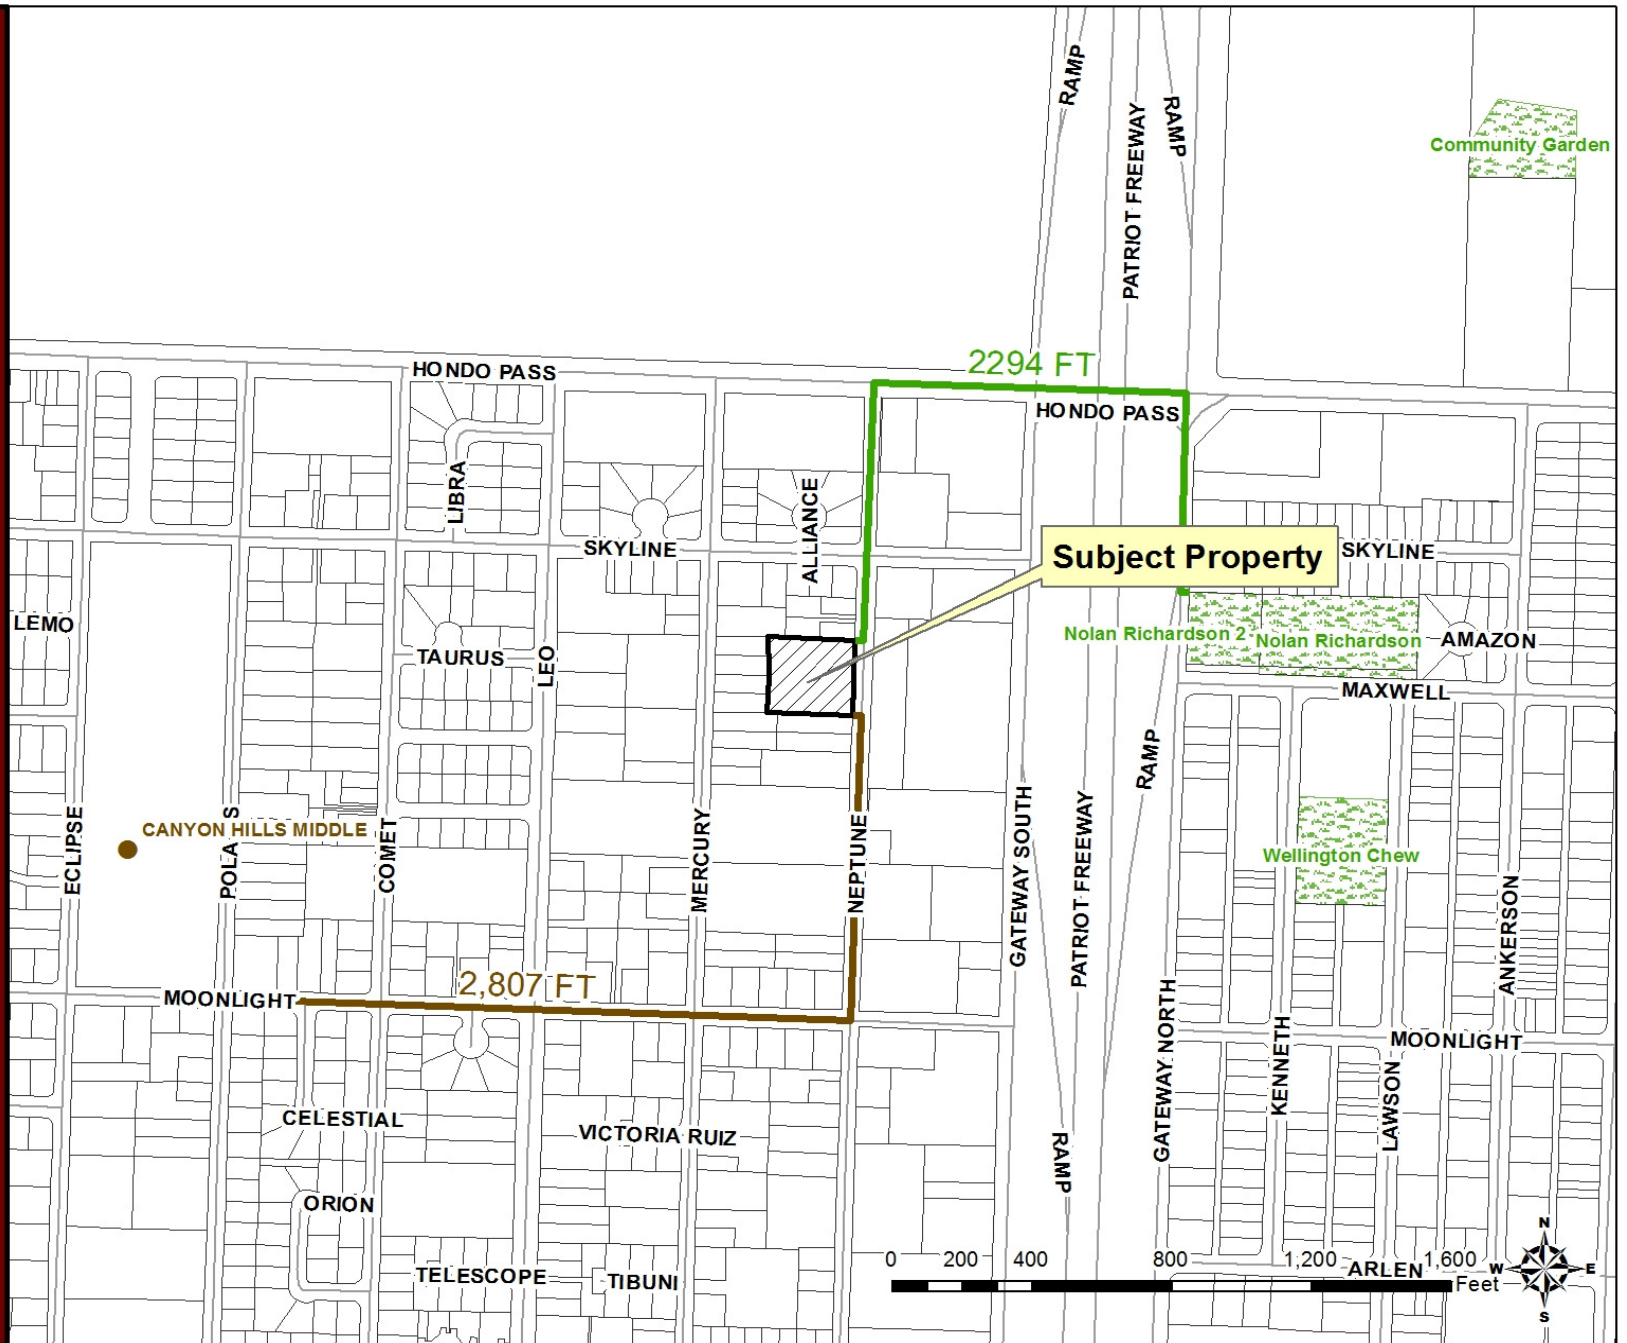 RAMP
PATRIOT FREEWAY
RAMP
Community Garden
HONDO PASS
2294 FT
HONDO PASS
LIBRA
ALLIANCE
SKYLINE
Subject Property
SKYLINE
LEMO
TAURUS
LEO
Nolan Richardson 2
Nolan Richardson
AMAZON
MAXWELL
RAMP
ECLIPSE
CANYON HILLS MIDDLE
COMET
MERCURY
NEPTUNE
GATEWAY SOUTH
PATRIOT FREEWAY
Wellington Chew
ANKERSON
MOONLIGHT
2,807 FT
GATEWAY NORTH
KENNETH
MOONLIGHT
LAWSON
CELESTIAL
VICTORIA RUIZ
RAMP
ORION
TELESCOPE
TIBUNI
0 200 400 800 1,200 1,600
Feet
ARLEN
N
W
E
S